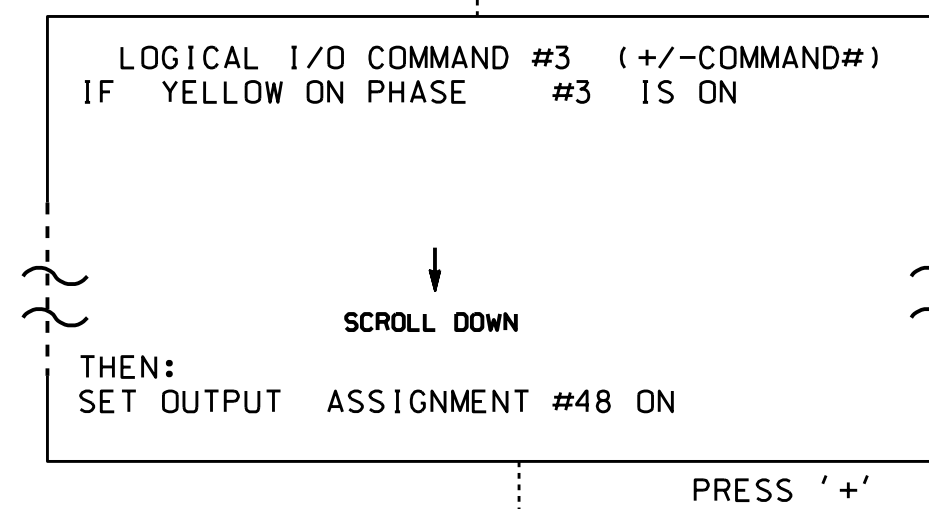 LOGICAL I/O COMMAND #3 (+/-COMMAND#)
IF YELLOW ON PHASE #3 IS ON
SCROLL DOWN
THEN:
SET OUTPUT ASSIGNMENT #48 ON
PRESS '+'